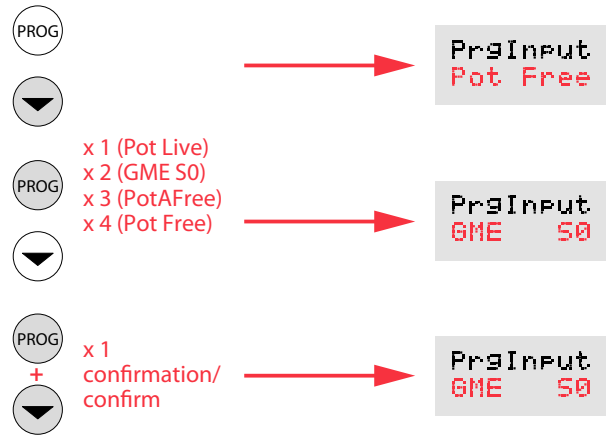 PROG
PrgInput
Pot Free
PROG
x 1 (Pot Live)
x 2 (GME S0)
x 3 (PotAFree)
x 4 (Pot Free)
PrgInput
GME S0
PROG
+
x 1
confirmation/
confirm
PrgInput
GME S0